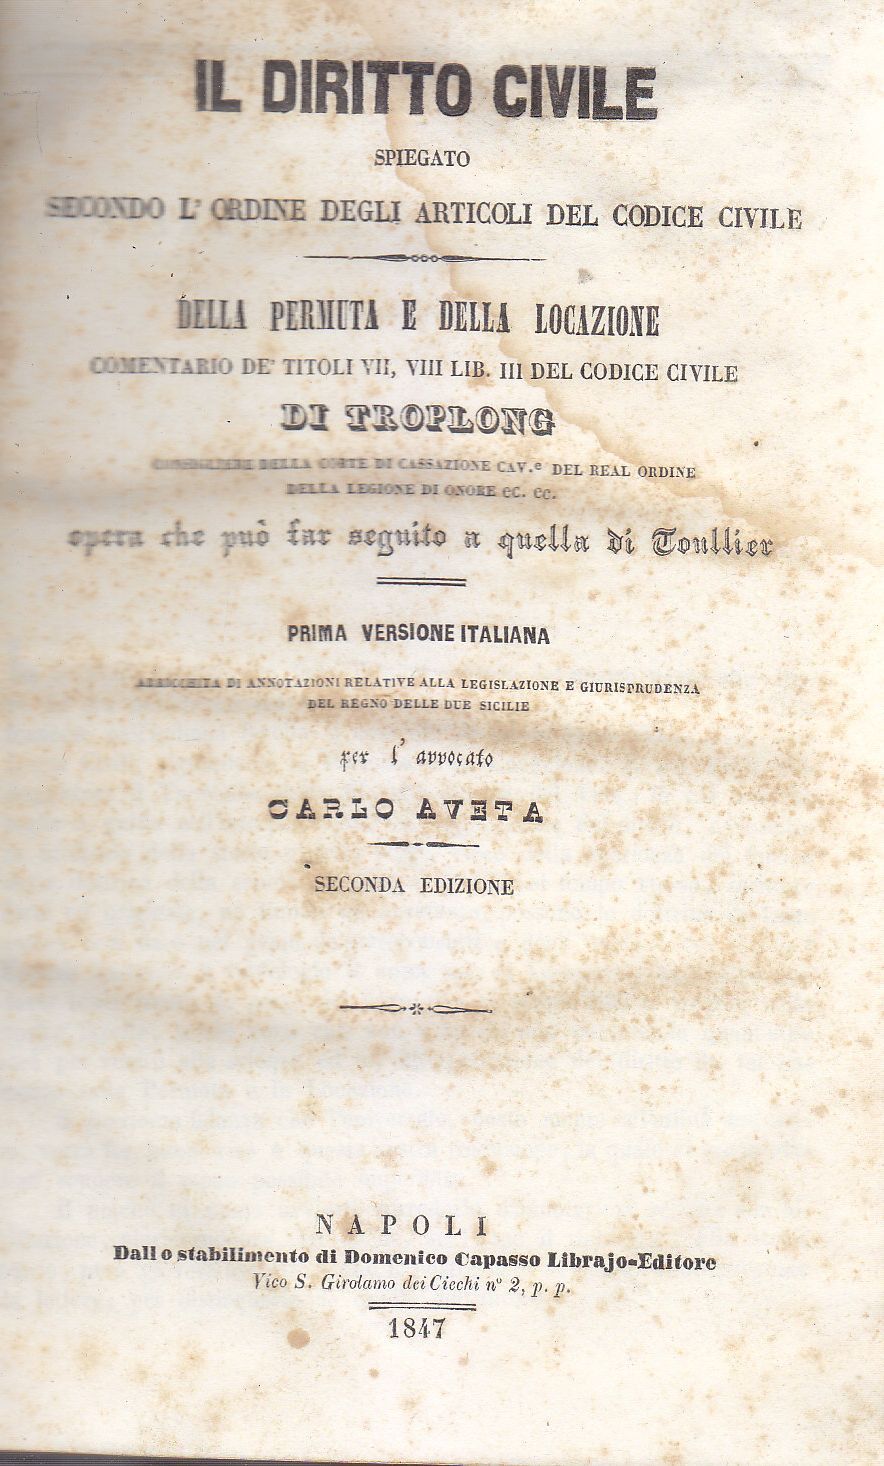 IL DIRITTO CIVILE
SPIEGATO
SECONDO L' ORDINE DEGLI ARTICOLI DEL CODICE CIVILE
DELLA PERMUTA E DELLA LOCAZIONE
COMENTARIO DE' TITOLI VII, VIII LIB. III DEL CODICE CIVILE
DI TROPLONG
CONSIGLIERE DELLA CORTE DI CASSAZIONE CAV.e DEL REAL ORDINE
DELLA LEGIONE DI ONORE EC. EC.
opera che può far seguito a quella di Toullier
PRIMA VERSIONE ITALIANA
ARRICCHITA DI ANNOTAZIONI RELATIVE ALLA LEGISLAZIONE E GIURISPRUDENZA
DEL REGNO DELLE DUE SICILIE
per l' avvocato
CARLO AVETA
SECONDA EDIZIONE
NAPOLI
Dallo stabilimento di Domenico Capasso Librajo-Editore
Vico S. Girolamo dei Ciechi nº 2, p. p.
1847